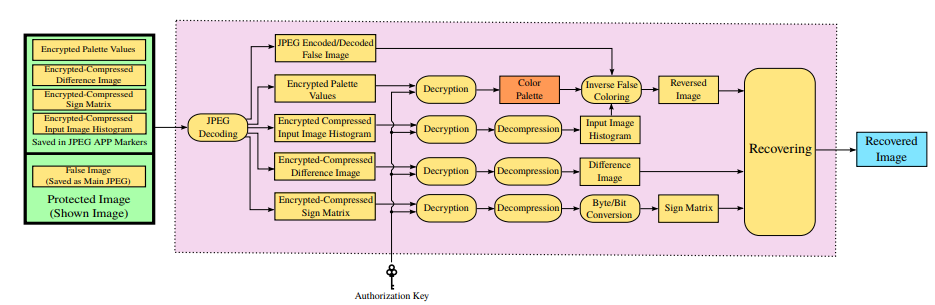 Encrypted Palette Values
Encrypted-Compressed
Difference Image
Encrypted-Compressed
Sign Matrix
Encrypted-Compressed
Input Image Histogram
Saved in JPEG APP Markers
False Image
(Saved as Main JPEG)
Protected Image
(Shown Image)
JPEG
Decoding
JPEG Encoded/Decoded
False Image
Encrypted Palette
Values
Encrypted Compressed
Input Image Histogram
Encrypted-Compressed
Difference Image
Encrypted-Compressed
Sign Matrix
Decryption
Color
Palette
Inverse False
Coloring
Reversed
Image
Decryption
Decompression
Input Image
Histogram
Decryption
Decompression
Difference
Image
Decryption
Decompression
Byte/Bit
Conversion
Sign Matrix
Recovering
Recovered
Image
Authorization Key